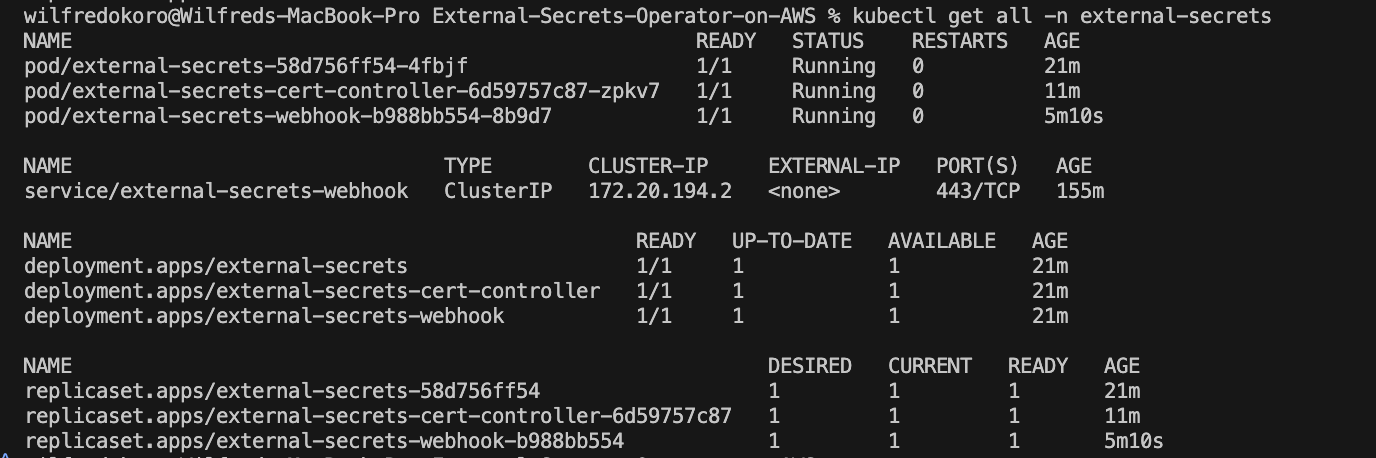 wilfredokoro@Wilfreds-MacBook-Pro External-Secrets-Operator-on-AWS % kubectl get all -n external-secrets
NAME READY STATUS RESTARTS AGE
pod/external-secrets-58d756ff54-4fbjf 1/1 Running 0 21m
pod/external-secrets-cert-controller-6d59757c87-zpkv7 1/1 Running 0 11m
pod/external-secrets-webhook-b988bb554-8b9d7 1/1 Running 0 5m10s
NAME TYPE CLUSTER-IP EXTERNAL-IP PORT(S) AGE
service/external-secrets-webhook ClusterIP 172.20.194.2 <none> 443/TCP 155m
NAME READY UP-TO-DATE AVAILABLE AGE
deployment.apps/external-secrets 1/1 1 1 21m
deployment.apps/external-secrets-cert-controller 1/1 1 1 21m
deployment.apps/external-secrets-webhook 1/1 1 1 21m
NAME DESIRED CURRENT READY AGE
replicaset.apps/external-secrets-58d756ff54 1 1 1 21m
replicaset.apps/external-secrets-cert-controller-6d59757c87 1 1 1 11m
replicaset.apps/external-secrets-webhook-b988bb554 1 1 1 5m10s